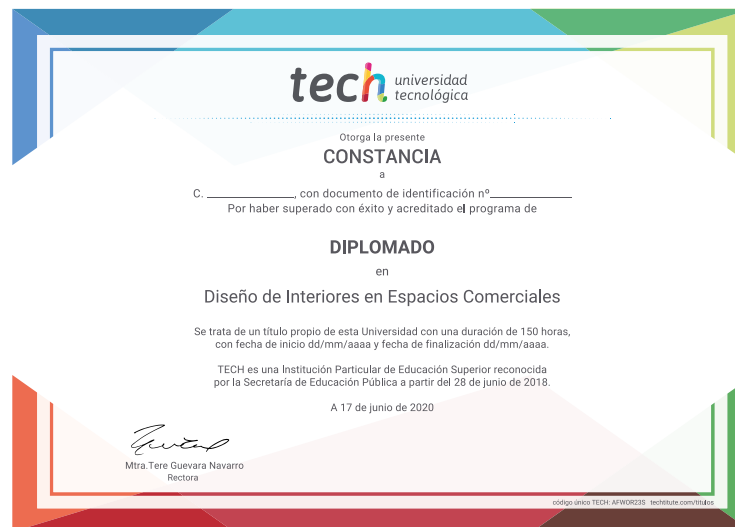 tech universidad
tecnológica
Otorga la presente
CONSTANCIA
a
C. ______________, con documento de identificación nº______________
Por haber superado con éxito y acreditado el programa de
DIPLOMADO
en
Diseño de Interiores en Espacios Comerciales
Se trata de un título propio de esta Universidad con una duración de 150 horas,
con fecha de inicio dd/mm/aaaa y fecha de finalización dd/mm/aaaa.
TECH es una Institución Particular de Educación Superior reconocida
por la Secretaría de Educación Pública a partir del 28 de junio de 2018.
A 17 de junio de 2020
Mtra.Tere Guevara Navarro
Rectora
código único TECH: AFWOR23S techtitute.com/titulos